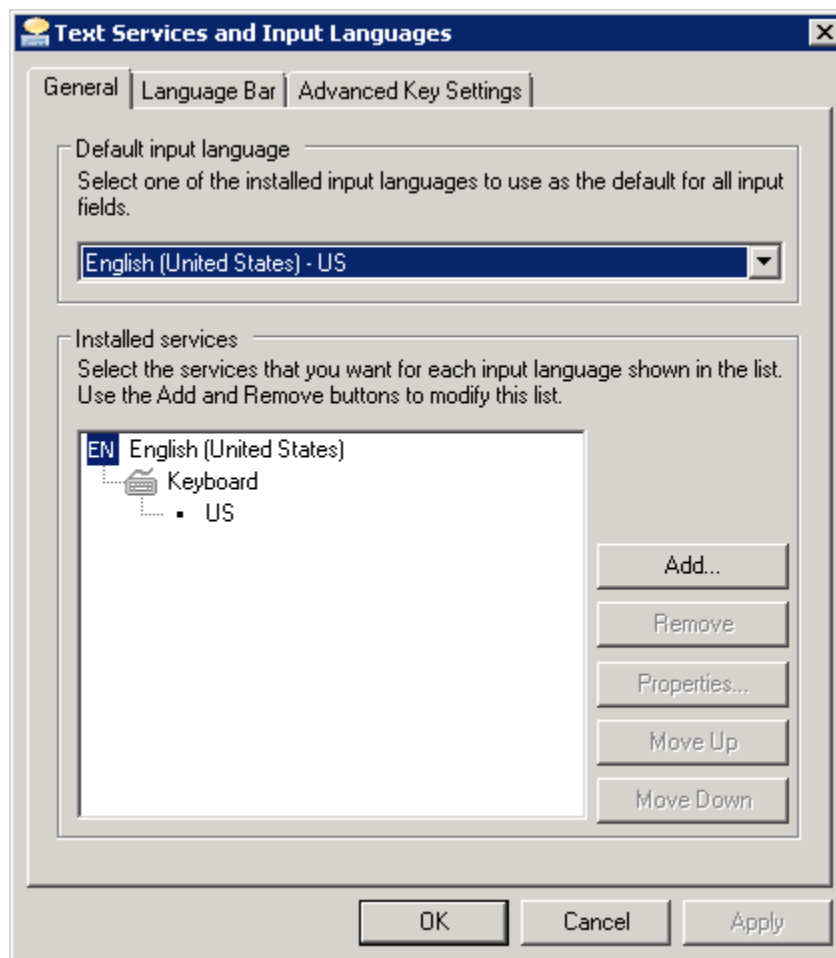 Text Services and Input Languages
General
Language Bar
Advanced Key Settings
Default input language
Select one of the installed input languages to use as the default for all input
fields.
English (United States) - US
Installed services
Select the services that you want for each input language shown in the list.
Use the Add and Remove buttons to modify this list.
EN English (United States)
Keyboard
US
Add...
Remove
Properties...
Move Up
Move Down
OK
Cancel
Apply